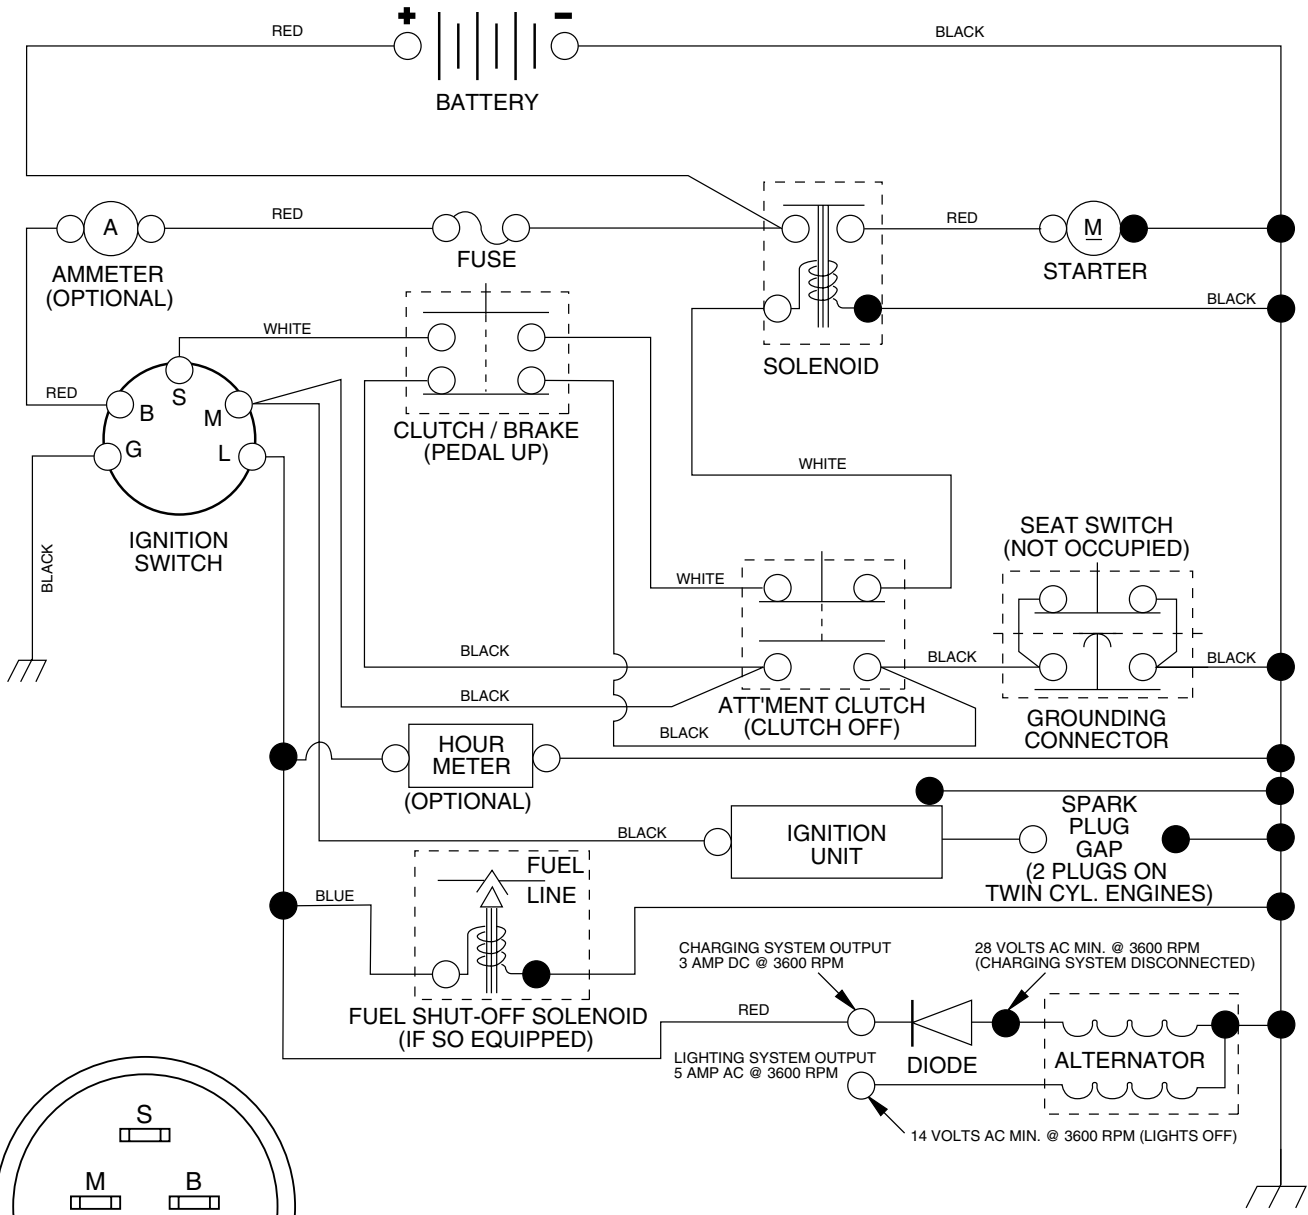 + −
RED
BLACK
BATTERY
A
RED
RED
M
FUSE
STARTER
AMMETER
(OPTIONAL)
BLACK
WHITE
SOLENOID
RED
S
B
M
G
L
CLUTCH / BRAKE
(PEDAL UP)
WHITE
IGNITION
SWITCH
BLACK
SEAT SWITCH
(NOT OCCUPIED)
WHITE
BLACK
BLACK
BLACK
BLACK
ATT'MENT CLUTCH
(CLUTCH OFF)
GROUNDING
CONNECTOR
BLACK
HOUR
METER
(OPTIONAL)
BLACK
IGNITION
UNIT
SPARK
PLUG
GAP
(2 PLUGS ON
TWIN CYL. ENGINES)
FUEL
LINE
BLUE
FUEL SHUT-OFF SOLENOID
(IF SO EQUIPPED)
CHARGING SYSTEM OUTPUT
3 AMP DC @ 3600 RPM
28 VOLTS AC MIN. @ 3600 RPM
(CHARGING SYSTEM DISCONNECTED)
RED
DIODE
ALTERNATOR
LIGHTING SYSTEM OUTPUT
5 AMP AC @ 3600 RPM
14 VOLTS AC MIN. @ 3600 RPM (LIGHTS OFF)
S
M
B